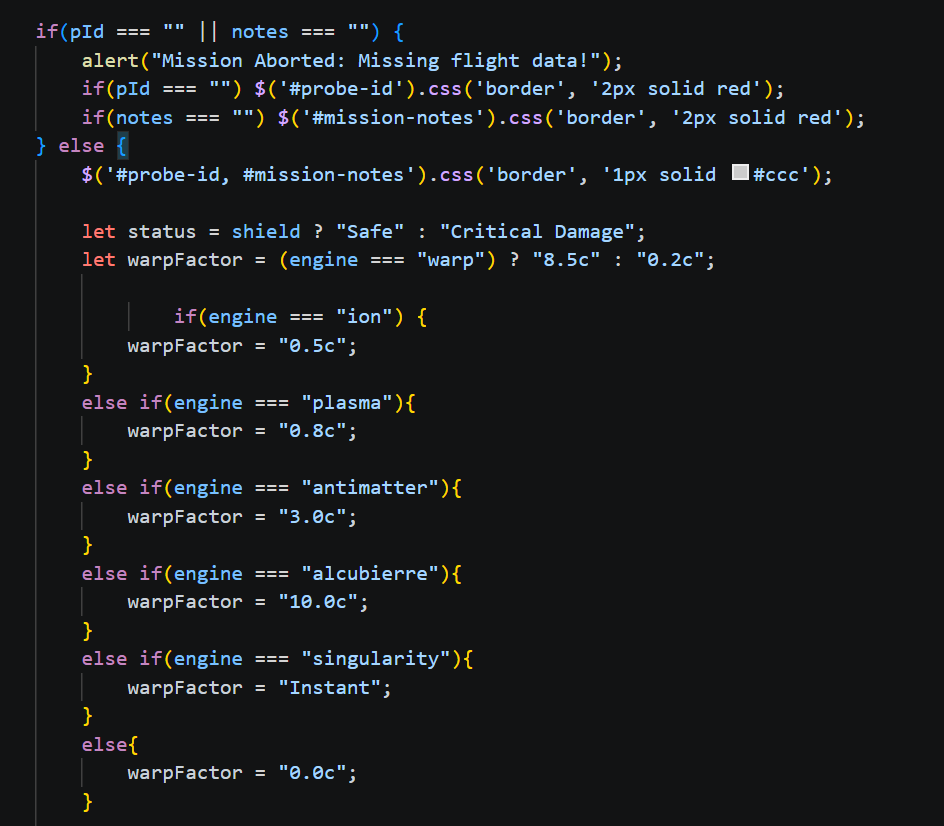 if(pId === "" || notes === "") {
alert("Mission Aborted: Missing flight data!");
if(pId === "") $('#probe-id').css('border', '2px solid red');
if(notes === "") $('#mission-notes').css('border', '2px solid red');
} else {
$('#probe-id, #mission-notes').css('border', '1px solid #ccc');
let status = shield ? "Safe" : "Critical Damage";
let warpFactor = (engine === "warp") ? "8.5c" : "0.2c";
if(engine === "ion") {
warpFactor = "0.5c";
}
else if(engine === "plasma"){
warpFactor = "0.8c";
}
else if(engine === "antimatter"){
warpFactor = "3.0c";
}
else if(engine === "alcubierre"){
warpFactor = "10.0c";
}
else if(engine === "singularity"){
warpFactor = "Instant";
}
else{
warpFactor = "0.0c";
}